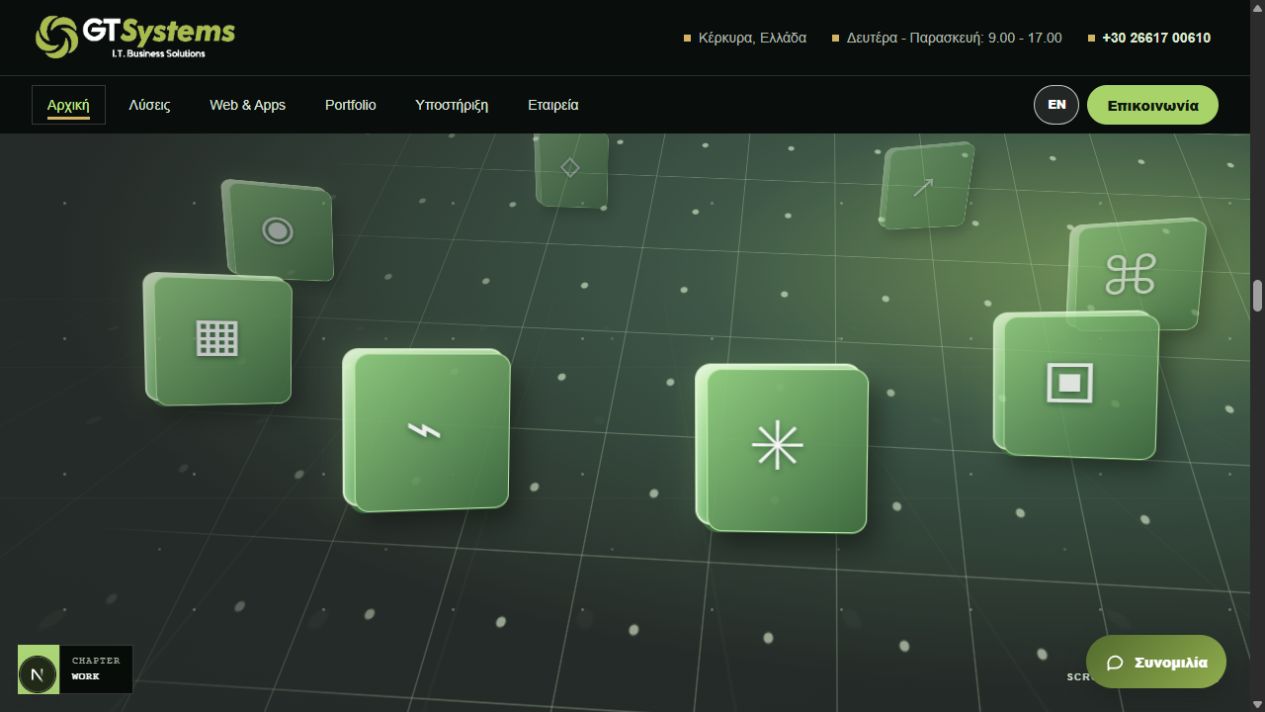 GTSystems
I.T. Business Solutions
Κέρκυρα, Ελλάδα
Δευτέρα - Παρασκευή: 9.00 - 17.00
+30 26617 00610
Αρχική
Λύσεις
Web & Apps
Portfolio
Υποστήριξη
Εταιρεία
EN
Επικοινωνία
N
CHAPTER
WORK
Συνομιλία